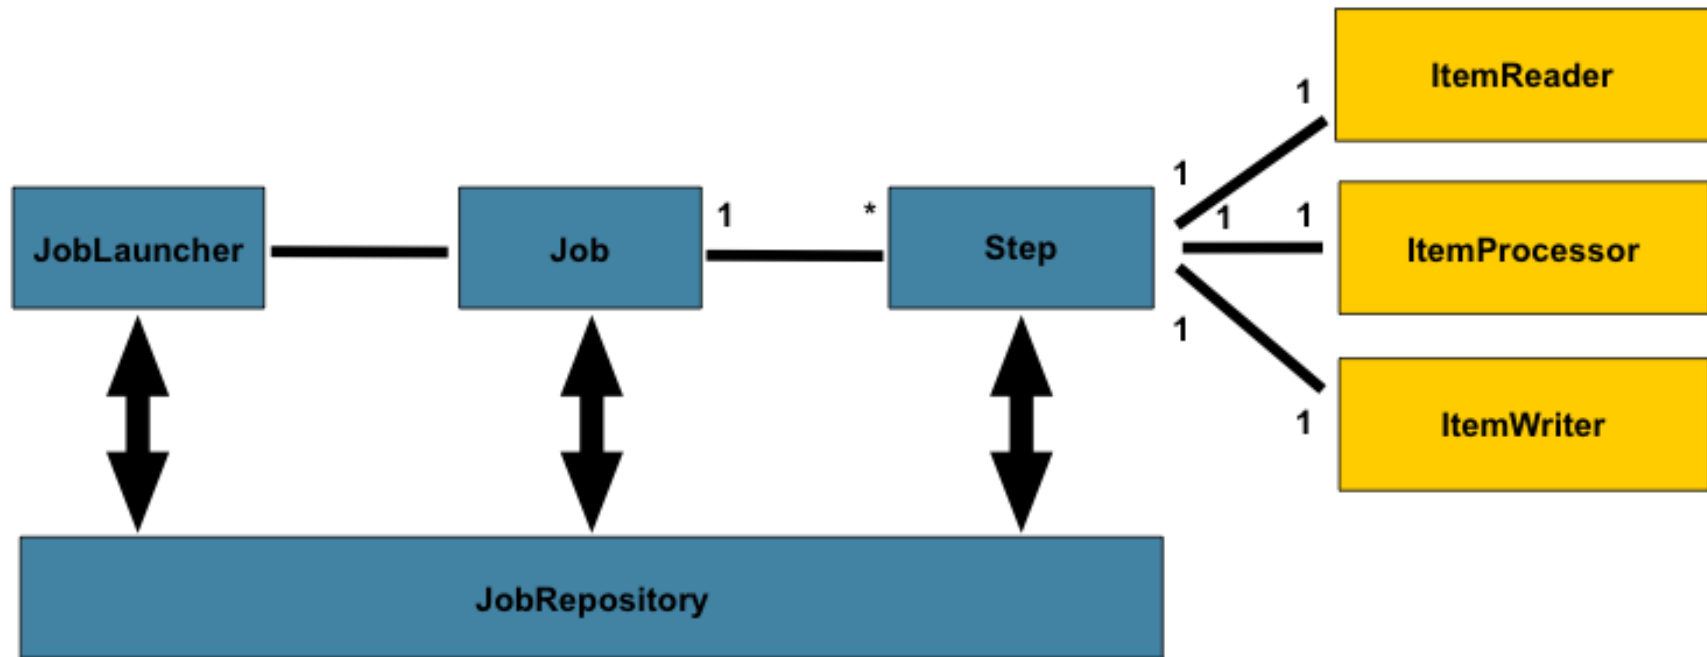 ItemReader
1
1
JobLauncher
Job
1
*
Step
1
1
ItemProcessor
1
1
ItemWriter
JobRepository